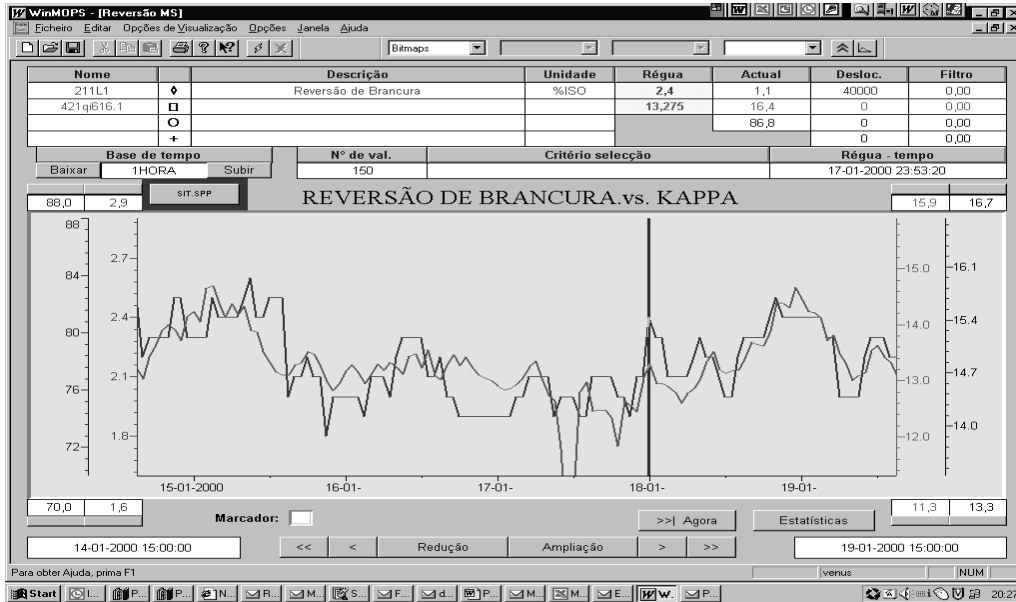 WinMOPS - [Reversão MS]
Ficheiro Editar Opções de Visualização Opções Janela Ajuda
Bitmaps
Nome Descrição Unidade Régua Actual Desloc. Filtro
211L1 Reversão de Brancura %ISO 2,4 1,1 40000 0,00
421qi616.1 13,275 16,4 0 0,00
86,8 0 0,00
+ 0 0,00
Base de tempo Nº de val. Critério selecção Régua - tempo
Baixar 1HORA Subir 150 17-01-2000 23:53:20
SIT.SPP
REVERSÃO DE BRANCURA.vs. KAPPA
88,0 2,9 15,9 16,7
88
2.7
84 15.0 16.1
2.4
80 14.0 15.4
2.1 14.7
76 13.0
14.0
1.8 12.0
72
15-01-2000 16-01- 17-01- 18-01- 19-01-
70,0 1,6 11,3 13,3
Marcador: >>| Agora Estatísticas
14-01-2000 15:00:00 << < Redução Ampliação > >> 19-01-2000 15:00:00
Para obter Ajuda, prima F1 venus NUM
Start I... P... P... N... R... M... S... F... d... P... M... M... E... W. P... 20:27